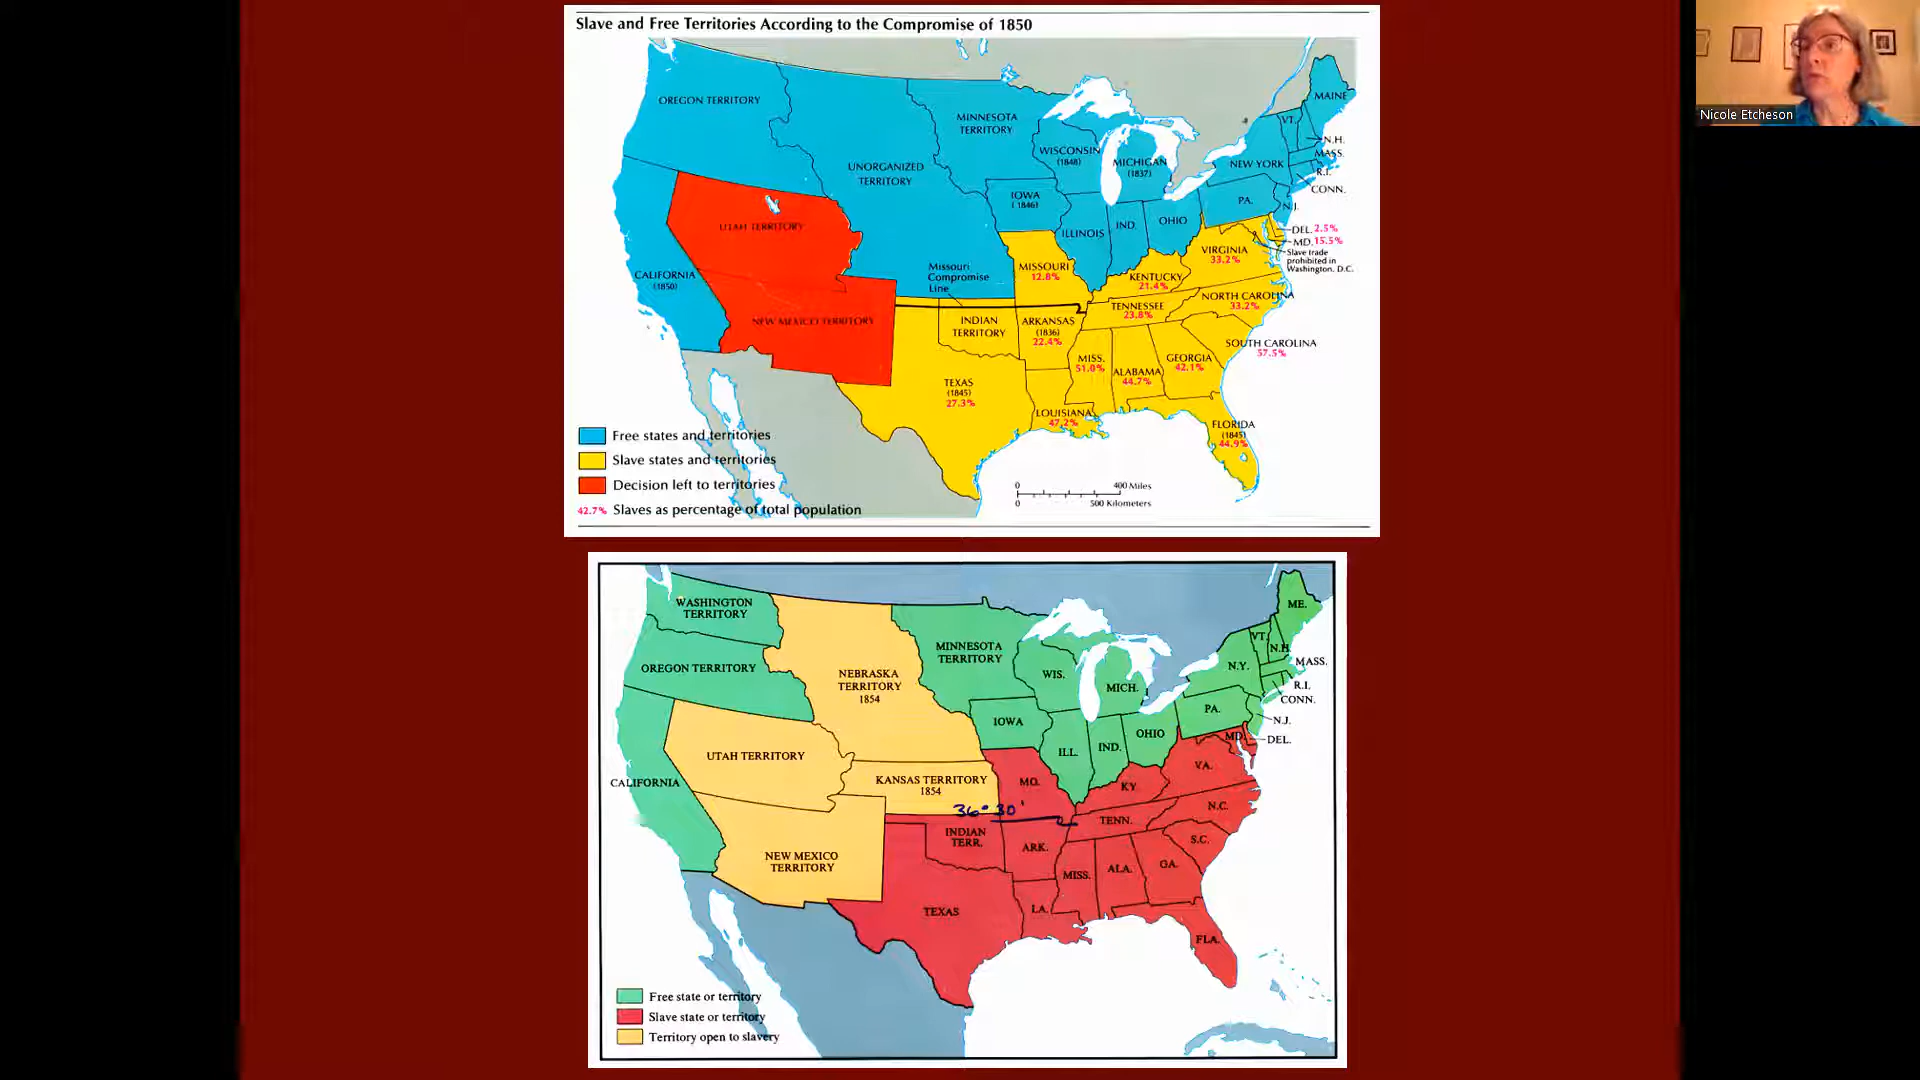 Slave and Free Territories According to the Compromise of 1850
OREGON TERRITORY
UNORGANIZED
TERRITORY
MINNESOTA
TERRITORY
WISCONSIN
(1848)
MICHIGAN
(1837)
MAINE
VT.
N.H.
MASS.
NEW YORK
R.I.
CONN.
IOWA
(1846)
PA.
N.J.
ILLINOIS
IND.
OHIO
UTAH TERRITORY
DEL. 2.5%
MD. 15.5%
Slave trade
prohibited in
Washington, D.C.
VIRGINIA
33.2%
CALIFORNIA
(1850)
Missouri
Compromise
Line
MISSOURI
12.8%
KENTUCKY
21.4%
NORTH CAROLINA
33.2%
TENNESSEE
23.8%
NEW MEXICO TERRITORY
INDIAN
TERRITORY
ARKANSAS
(1836)
22.4%
SOUTH CAROLINA
57.5%
MISS.
51.0%
ALABAMA
44.7%
GEORGIA
42.1%
TEXAS
(1845)
27.3%
LOUISIANA
47.2%
FLORIDA
(1845)
44.9%
Free states and territories
Slave states and territories
Decision left to territories
42.7% Slaves as percentage of total population
0 400 Miles
0 500 Kilometers
Nicole Etcheson
WASHINGTON
TERRITORY
OREGON TERRITORY
NEBRASKA
TERRITORY
1854
MINNESOTA
TERRITORY
WIS.
MICH.
ME.
VT.
N.H.
MASS.
N.Y.
R.I.
CONN.
IOWA
PA.
N.J.
ILL.
IND.
OHIO
MD.
DEL.
UTAH TERRITORY
CALIFORNIA
KANSAS TERRITORY
1854
MO.
KY.
VA.
36° 30'
N.C.
TENN.
INDIAN
TERR.
ARK.
S.C.
NEW MEXICO
TERRITORY
MISS.
ALA.
GA.
TEXAS
LA.
FLA.
Free state or territory
Slave state or territory
Territory open to slavery